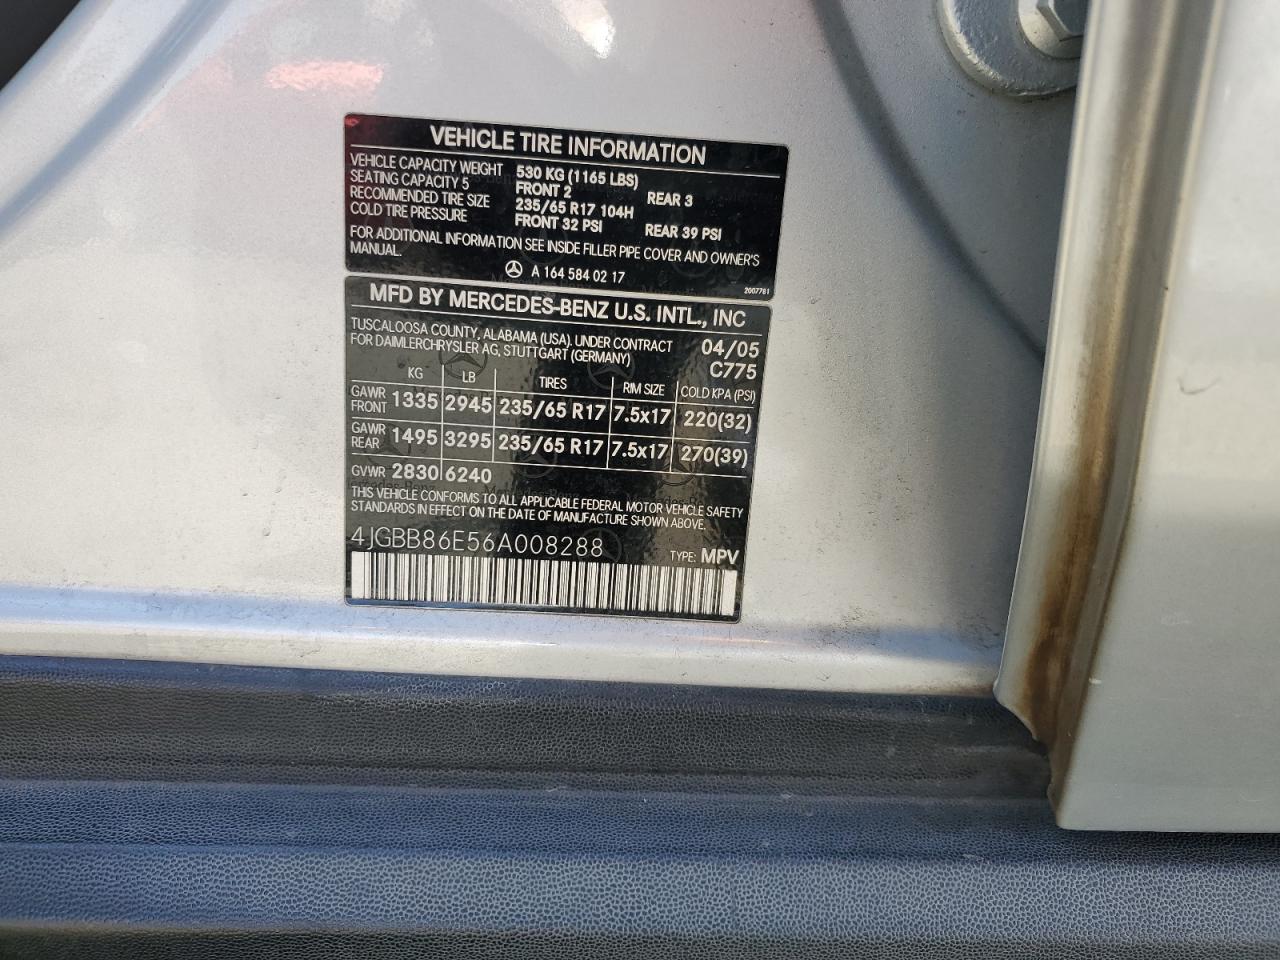 VEHICLE TIRE INFORMATION
VEHICLE CAPACITY WEIGHT 530 KG (1165 LBS)
SEATING CAPACITY 5 FRONT 2 REAR 3
RECOMMENDED TIRE SIZE 235/65 R17 104H
COLD TIRE PRESSURE FRONT 32 PSI REAR 39 PSI
FOR ADDITIONAL INFORMATION SEE INSIDE FILLER PIPE COVER AND OWNER'S
MANUAL.
A 164 584 02 17
2007781
MFD BY MERCEDES-BENZ U.S. INTL., INC
TUSCALOOSA COUNTY, ALABAMA (USA). UNDER CONTRACT 04/05
FOR DAIMLERCHRYSLER AG, STUTTGART (GERMANY) C775
KG LB TIRES RIM SIZE COLD KPA (PSI)
GAWR FRONT 1335 2945 235/65 R17 7.5x17 220(32)
GAWR REAR 1495 3295 235/65 R17 7.5x17 270(39)
GVWR 2830 6240
THIS VEHICLE CONFORMS TO ALL APPLICABLE FEDERAL MOTOR VEHICLE SAFETY
STANDARDS IN EFFECT ON THE DATE OF MANUFACTURE SHOWN ABOVE.
4JGBB86E56A008288 TYPE: MPV